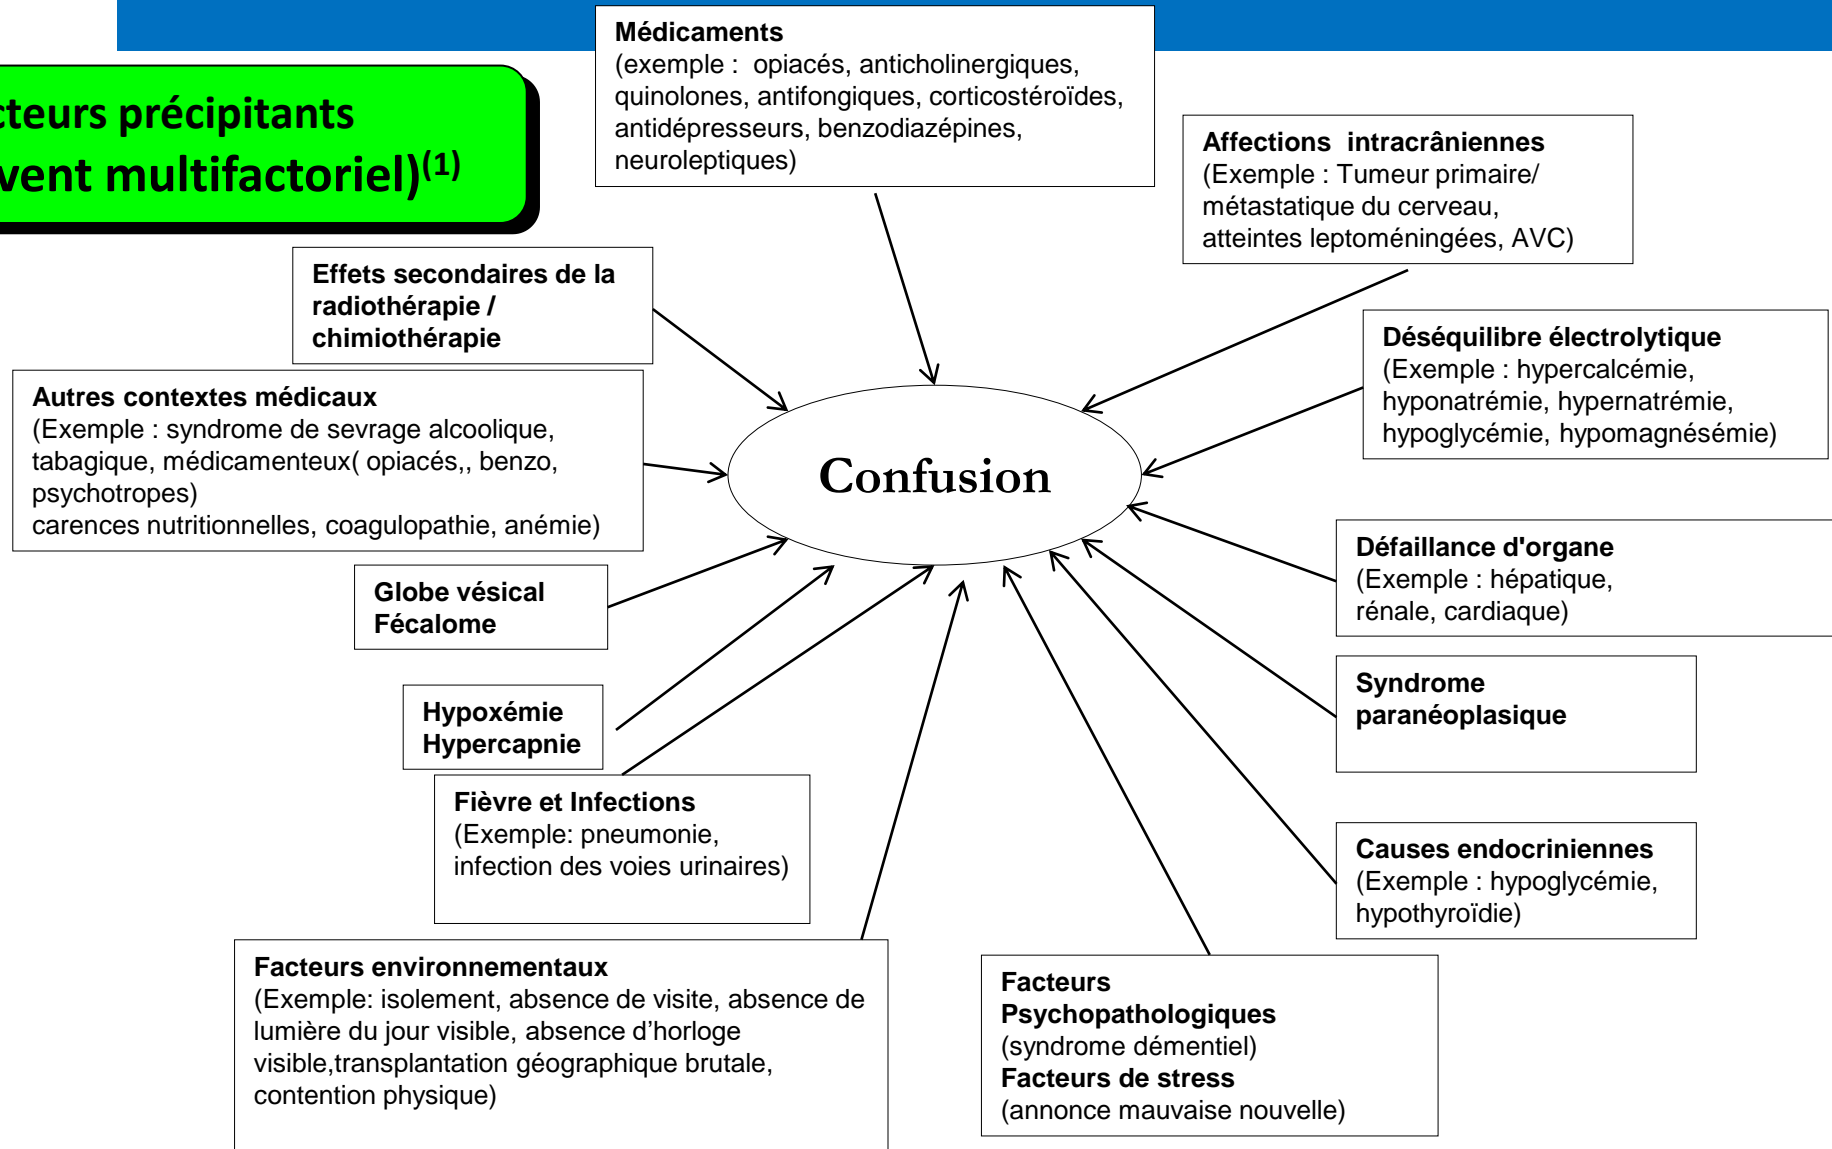 cteurs précipitants
vent multifactoriel)(1)
Médicaments
(exemple : opiacés, anticholinergiques,
quinolones, antifongiques, corticostéroïdes,
antidépresseurs, benzodiazépines,
neuroleptiques)
Affections intracrâniennes
(Exemple : Tumeur primaire/
métastatique du cerveau,
atteintes leptoméningées, AVC)
Effets secondaires de la
radiothérapie /
chimiothérapie
Déséquilibre électrolytique
(Exemple : hypercalcémie,
hyponatrémie, hypernatrémie,
hypoglycémie, hypomagnésémie)
Autres contextes médicaux
(Exemple : syndrome de sevrage alcoolique,
tabagique, médicamenteux( opiacés,, benzo,
psychotropes)
carences nutritionnelles, coagulopathie, anémie)
Confusion
Défaillance d'organe
(Exemple : hépatique,
rénale, cardiaque)
Globe vésical
Fécalome
Syndrome
paranéoplasique
Hypoxémie
Hypercapnie
Fièvre et Infections
(Exemple: pneumonie,
infection des voies urinaires)
Causes endocriniennes
(Exemple : hypoglycémie,
hypothyroïdie)
Facteurs environnementaux
(Exemple: isolement, absence de visite, absence de
lumière du jour visible, absence d’horloge
visible,transplantation géographique brutale,
contention physique)
Facteurs
Psychopathologiques
(syndrome démentiel)
Facteurs de stress
(annonce mauvaise nouvelle)